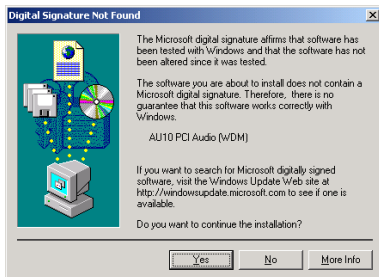 Digital Signature Not Found
The Microsoft digital signature affirms that software has
been tested with Windows and that the software has not
been altered since it was tested.
The software you are about to install does not contain a
Microsoft digital signature. Therefore, there is no
guarantee that this software works correctly with
Windows.
AU10 PCI Audio (WDM)
If you want to search for Microsoft digitally signed
software, visit the Windows Update Web site at
http://windowsupdate.microsoft.com to see if one is
available.
Do you want to continue the installation?
Yes No More Info